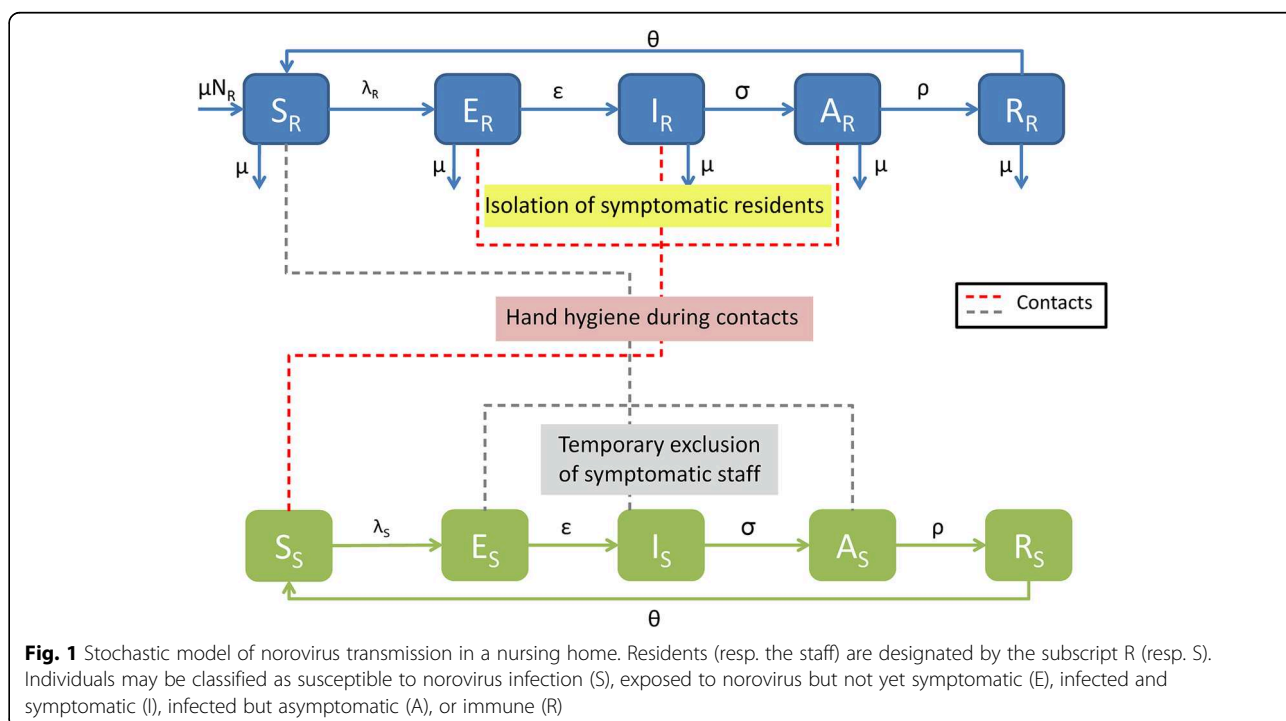 θ
μN_R
λ_R
ε
σ
ρ
S_R
E_R
I_R
A_R
R_R
μ
μ
μ
μ
μ
Isolation of symptomatic residents
Hand hygiene during contacts
Contacts
Temporary exclusion
of symptomatic staff
λ_S
ε
σ
ρ
S_S
E_S
I_S
A_S
R_S
θ
Fig. 1 Stochastic model of norovirus transmission in a nursing home. Residents (resp. the staff) are designated by the subscript R (resp. S).
Individuals may be classified as susceptible to norovirus infection (S), exposed to norovirus but not yet symptomatic (E), infected and
symptomatic (I), infected but asymptomatic (A), or immune (R)